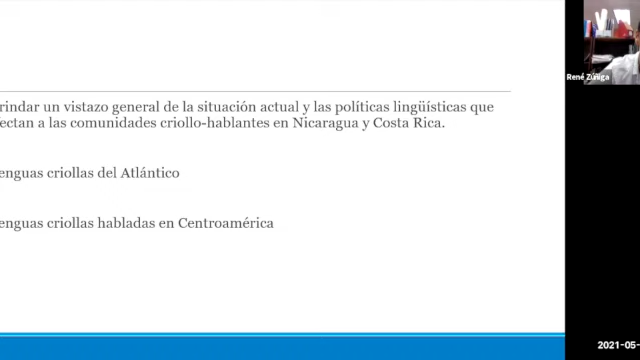 rindar un vistazo general de la situación actual y las políticas lingüísticas que
ectan a las comunidades criollo-hablantes en Nicaragua y Costa Rica.
enguas criollas del Atlántico
enguas criollas habladas en Centroamérica
René Zúñiga
2021-05-